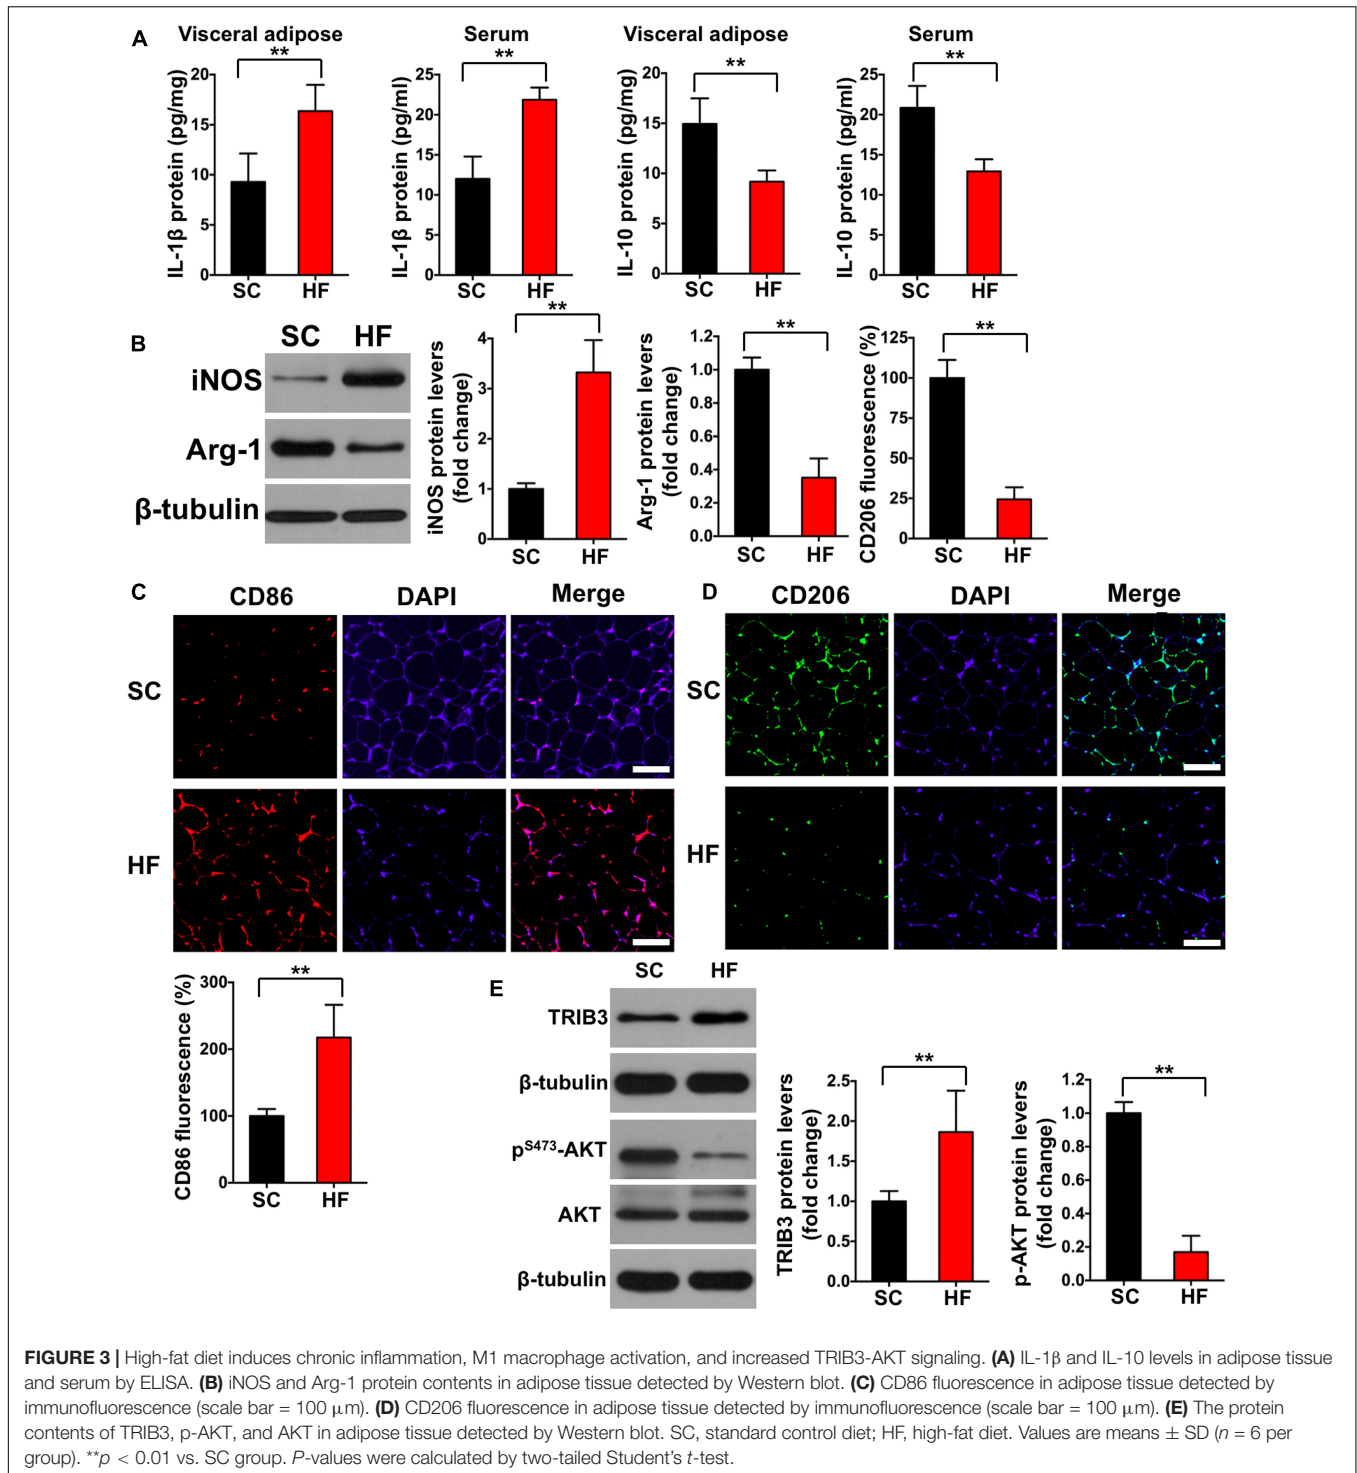 A
Visceral adipose
**
IL-1β protein (pg/mg)
20
15
10
5
0
SC HF
Serum
**
IL-1β protein (pg/ml)
25
20
15
10
5
0
SC HF
Visceral adipose
**
IL-10 protein (pg/mg)
20
15
10
5
0
SC HF
Serum
**
IL-10 protein (pg/ml)
25
20
15
10
5
0
SC HF
B
SC HF
iNOS
Arg-1
β-tubulin
**
iNOS protein levels
(fold change)
4
3
2
1
0
SC HF
**
Arg-1 protein levels
(fold change)
1.2
1.0
0.8
0.6
0.4
0.2
0.0
SC HF
**
CD206 fluorescence (%)
125
100
75
50
25
0
SC HF
C
CD86 DAPI Merge
SC
HF
**
CD86 fluorescence (%)
300
200
100
0
SC HF
D
CD206 DAPI Merge
SC
HF
E
SC HF
TRIB3
β-tubulin
pS473-AKT
AKT
β-tubulin
**
TRIB3 protein levels
(fold change)
2.5
2.0
1.5
1.0
0.5
0.0
SC HF
**
p-AKT protein levels
(fold change)
1.2
1.0
0.8
0.6
0.4
0.2
0.0
SC HF
FIGURE 3 | High-fat diet induces chronic inflammation, M1 macrophage activation, and increased TRIB3-AKT signaling. (A) IL-1β and IL-10 levels in adipose tissue
and serum by ELISA. (B) iNOS and Arg-1 protein contents in adipose tissue detected by Western blot. (C) CD86 fluorescence in adipose tissue detected by
immunofluorescence (scale bar = 100 μm). (D) CD206 fluorescence in adipose tissue detected by immunofluorescence (scale bar = 100 μm). (E) The protein
contents of TRIB3, p-AKT, and AKT in adipose tissue detected by Western blot. SC, standard control diet; HF, high-fat diet. Values are means ± SD (n = 6 per
group). **p < 0.01 vs. SC group. P-values were calculated by two-tailed Student's t-test.